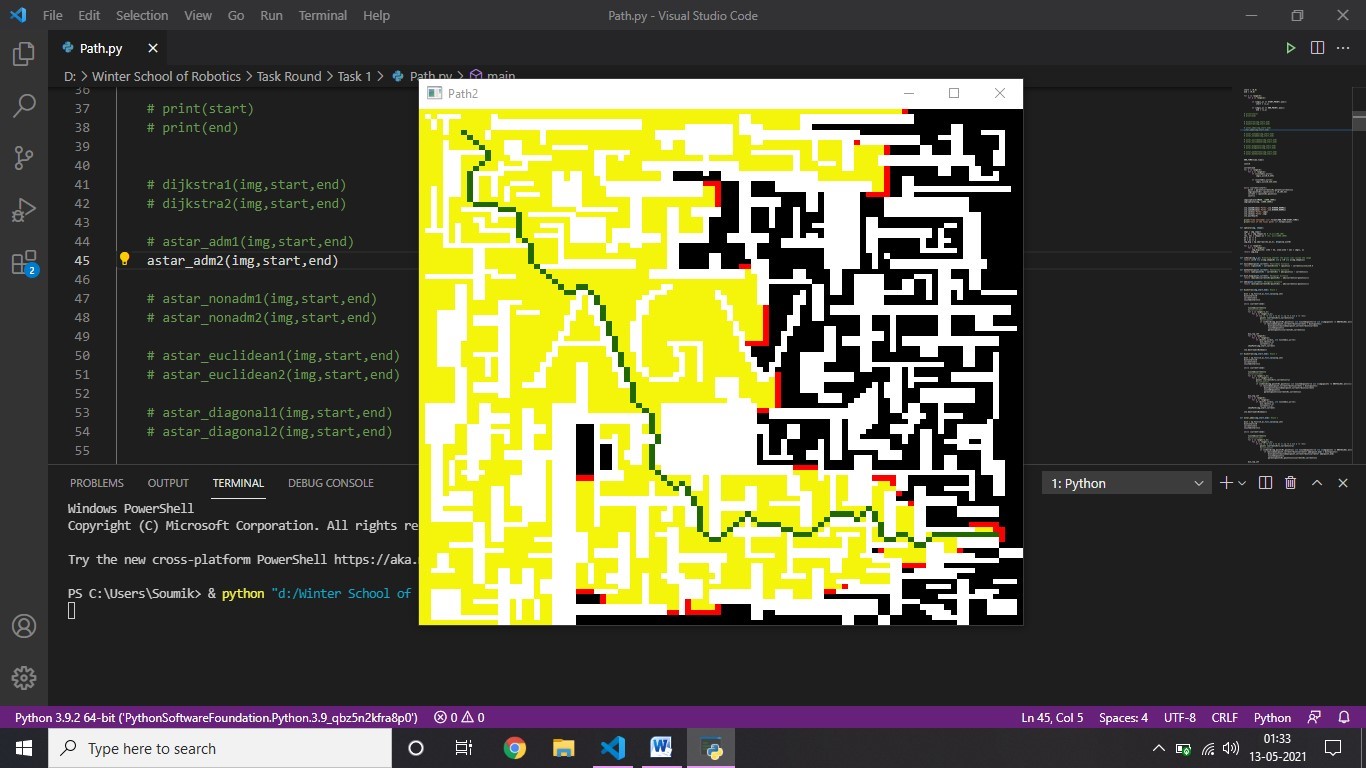 File Edit Selection View Go Run Terminal Help Path.py - Visual Studio Code
Path.py
D: > Winter School of Robotics > Task Round > Task 1 > Path.py > main
Path2
36
37 # print(start)
38 # print(end)
39
40
41 # dijkstra1(img,start,end)
42 # dijkstra2(img,start,end)
43
44 # astar_adm1(img,start,end)
45 astar_adm2(img,start,end)
46
47 # astar_nonadm1(img,start,end)
48 # astar_nonadm2(img,start,end)
49
50 # astar_euclidean1(img,start,end)
51 # astar_euclidean2(img,start,end)
52
53 # astar_diagonal1(img,start,end)
54 # astar_diagonal2(img,start,end)
55
2
PROBLEMS OUTPUT TERMINAL DEBUG CONSOLE 1: Python
Windows PowerShell
Copyright (C) Microsoft Corporation. All rights re
Try the new cross-platform PowerShell https://aka.
PS C:\Users\Soumik> & python "d:/Winter School of
Python 3.9.2 64-bit ('PythonSoftwareFoundation.Python.3.9_qbz5n2kfra8p0') 0 0 Ln 45, Col 5 Spaces: 4 UTF-8 CRLF Python
Type here to search
01:33
13-05-2021